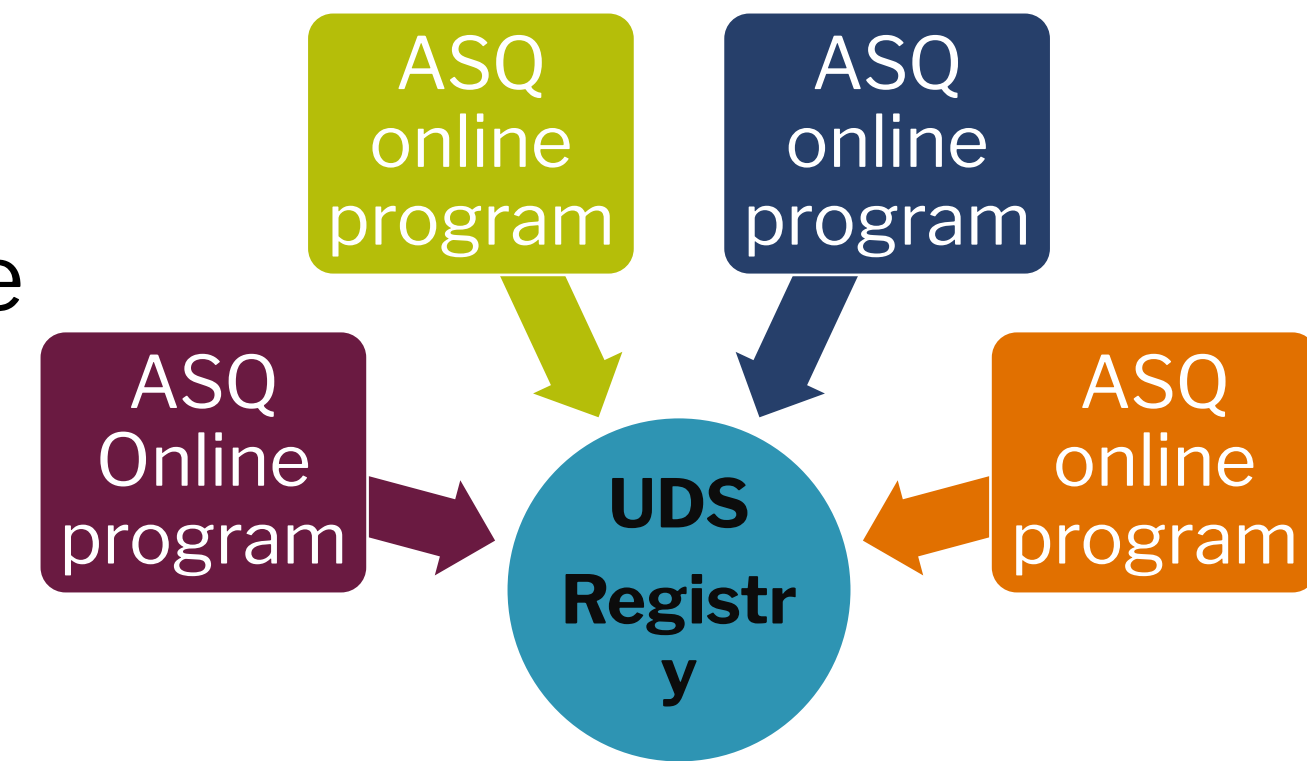 ASQ
online
program
ASQ
online
program
e
ASQ
Online
program
ASQ
online
program
UDS
Registr
y